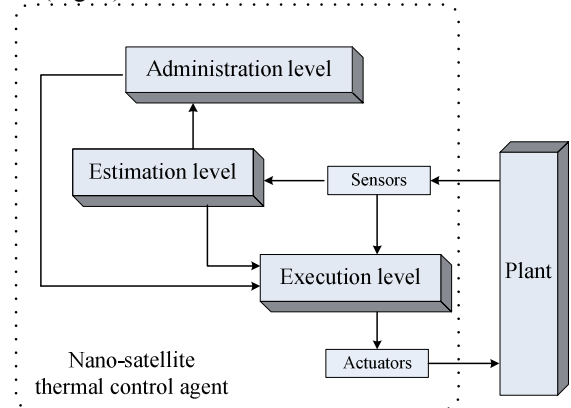 Administration level
Estimation level
Sensors
Plant
Execution level
Actuators
Nano-satellite
thermal control agent